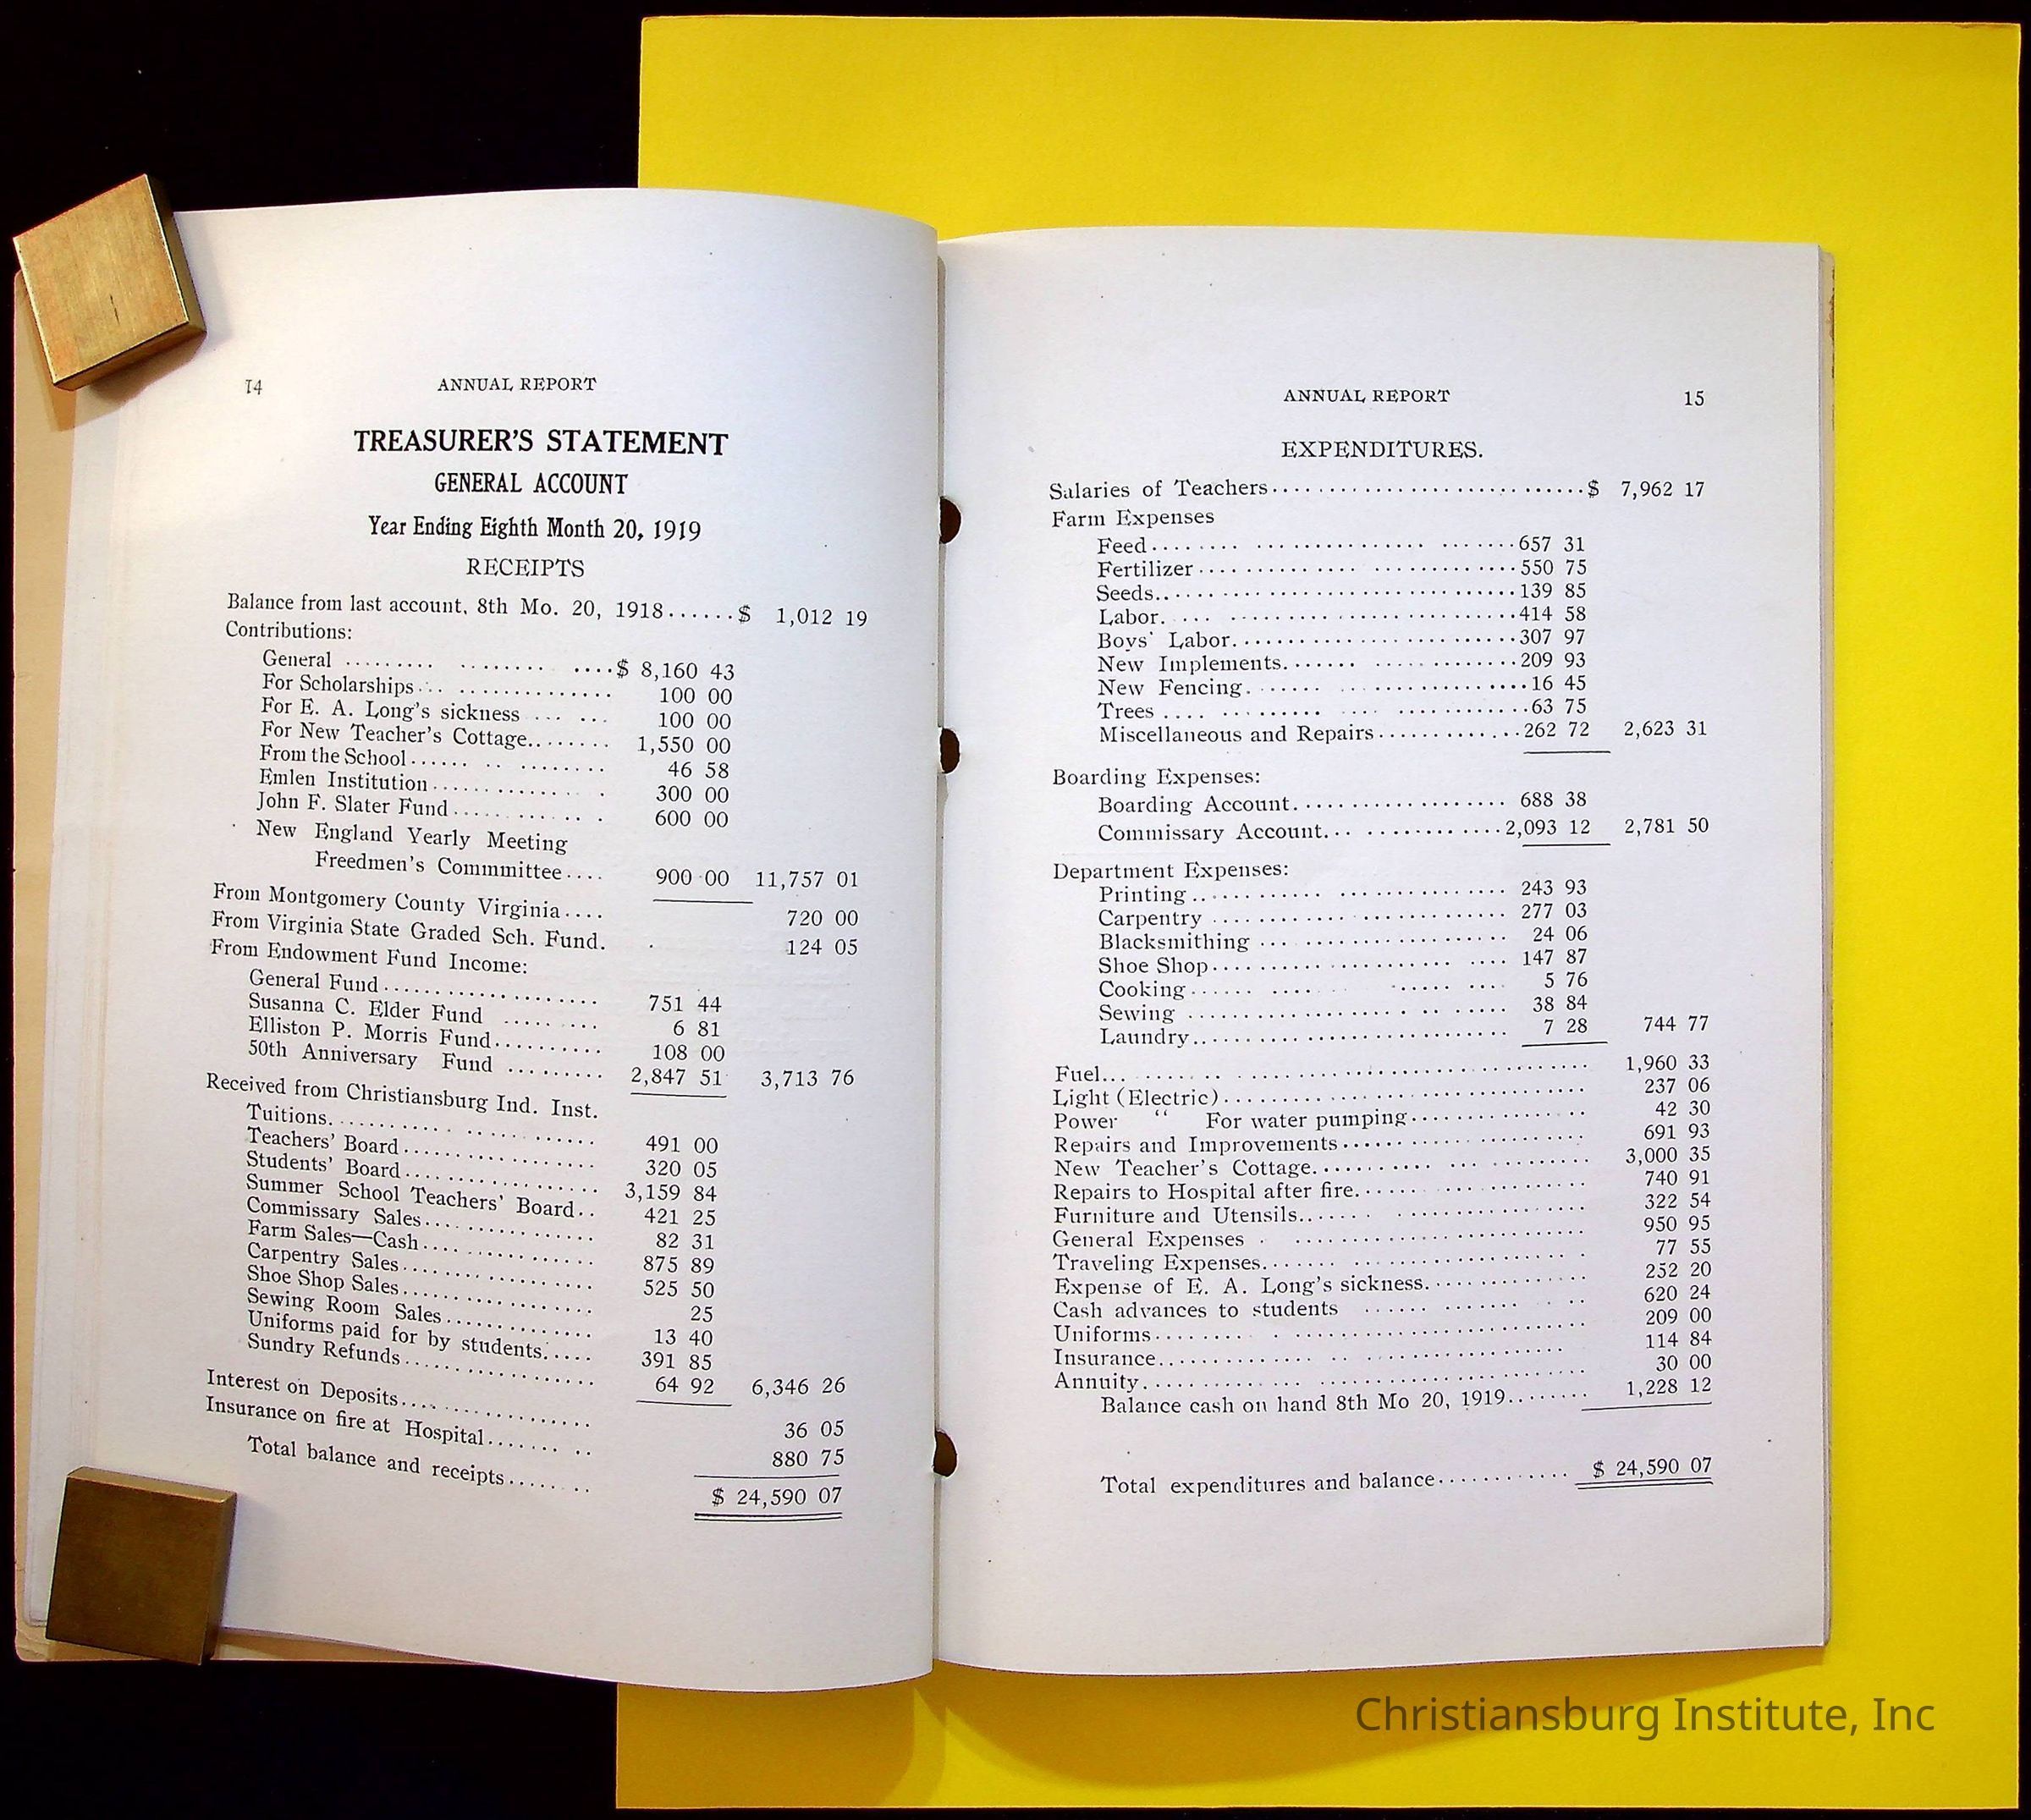 14 ANNUAL REPORT
TREASURER'S STATEMENT
GENERAL ACCOUNT
Year Ending Eighth Month 20, 1919
RECEIPTS
Balance from last account, 8th Mo. 20, 1918......$ 1,012 19
Contributions:
General ......... ........ ....$ 8,160 43
For Scholarships... .............. 100 00
For E. A. Long's sickness ... ... 100 00
For New Teacher's Cottage........ 1,550 00
From the School...... .. ........ 46 58
Emlen Institution............... . 300 00
John F. Slater Fund............ .. . 600 00
New England Yearly Meeting
Freedmen's Commmittee.... 900 00 11,757 01
From Montgomery County Virginia.... 720 00
From Virginia State Graded Sch. Fund. 124 05
From Endowment Fund Income:
General Fund...................... 751 44
Susanna C. Elder Fund ......... 6 81
Elliston P. Morris Fund.......... 108 00
50th Anniversary Fund ......... 2,847 51 3,713 76
Received from Christiansburg Ind. Inst.
Tuitions............ ............. 491 00
Teachers' Board................... 320 05
Students' Board................... 3,159 84
Summer School Teachers' Board.. 421 25
Commissary Sales................. 82 31
Farm Sales—Cash................. 875 89
Carpentry Sales................... 525 50
Shoe Shop Sales................... 25
Sewing Room Sales............... 13 40
Uniforms paid for by students..... 391 85
Sundry Refunds................... 64 92 6,346 26
Interest on Deposits.................. 36 05
Insurance on fire at Hospital....... .. 880 75
Total balance and receipts........ $ 24,590 07
ANNUAL REPORT 15
EXPENDITURES.
Salaries of Teachers..................................$ 7,962 17
Farm Expenses
Feed........ ................ .......657 31
Fertilizer.............................550 75
Seeds..................................139 85
Labor. ... ...........................414 58
Boys' Labor..........................307 97
New Implements....... ..............209 93
New Fencing....... ..................16 45
Trees .... ......... .... ............63 75
Miscellaneous and Repairs.............262 72 2,623 31
Boarding Expenses:
Boarding Account.................... 688 38
Commissary Account... ............2,093 12 2,781 50
Department Expenses:
Printing........... ................ 243 93
Carpentry ......................... 277 03
Blacksmithing ... .................. 24 06
Shoe Shop..................... .... 147 87
Cooking...... .... ...... .... 5 76
Sewing .................. . .. ..... 38 84
Laundry............................ 7 28 744 77
Fuel... ...... .. .............................. 1,960 33
Light (Electric).................................. 237 06
Power “ For water pumping............... 42 30
Repairs and Improvements..................... 691 93
New Teacher's Cottage........... ... ......... 3,000 35
Repairs to Hospital after fire.................... 740 91
Furniture and Utensils....... .................. 322 54
General Expenses . ......................... 950 95
Traveling Expenses....... .................. . 77 55
Expense of E. A. Long's sickness............... 252 20
Cash advances to students ...... ....... . .. 620 24
Uniforms........ . ........................... 209 00
Insurance.............. .. ................. 114 84
Annuity............. ........................ 30 00
Balance cash on hand 8th Mo 20, 1919........ 1,228 12
Total expenditures and balance............ $ 24,590 07
Christiansburg Institute, Inc